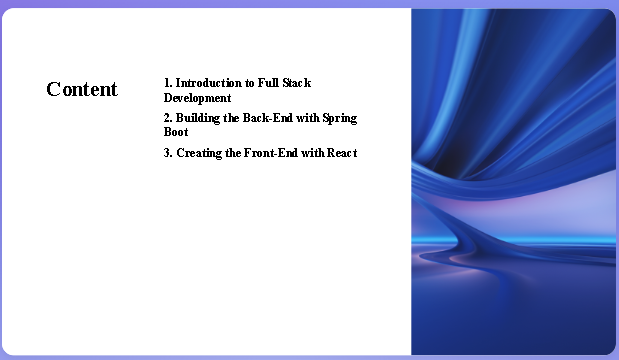 Content
1. Introduction to Full Stack
Development
2. Building the Back-End with Spring
Boot
3. Creating the Front-End with React